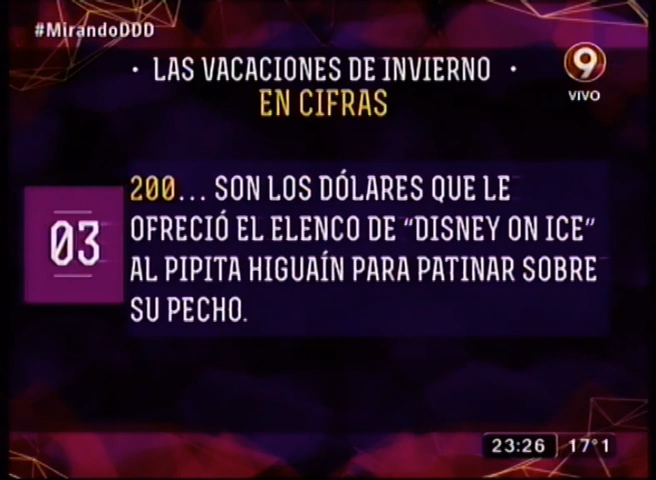 #MirandoDDD
· LAS VACACIONES DE INVIERNO ·
EN CIFRAS
9
VIVO
03
200... SON LOS DÓLARES QUE LE
OFRECIÓ EL ELENCO DE "DISNEY ON ICE"
AL PIPITA HIGUAÍN PARA PATINAR SOBRE
SU PECHO.
23:26 17°1